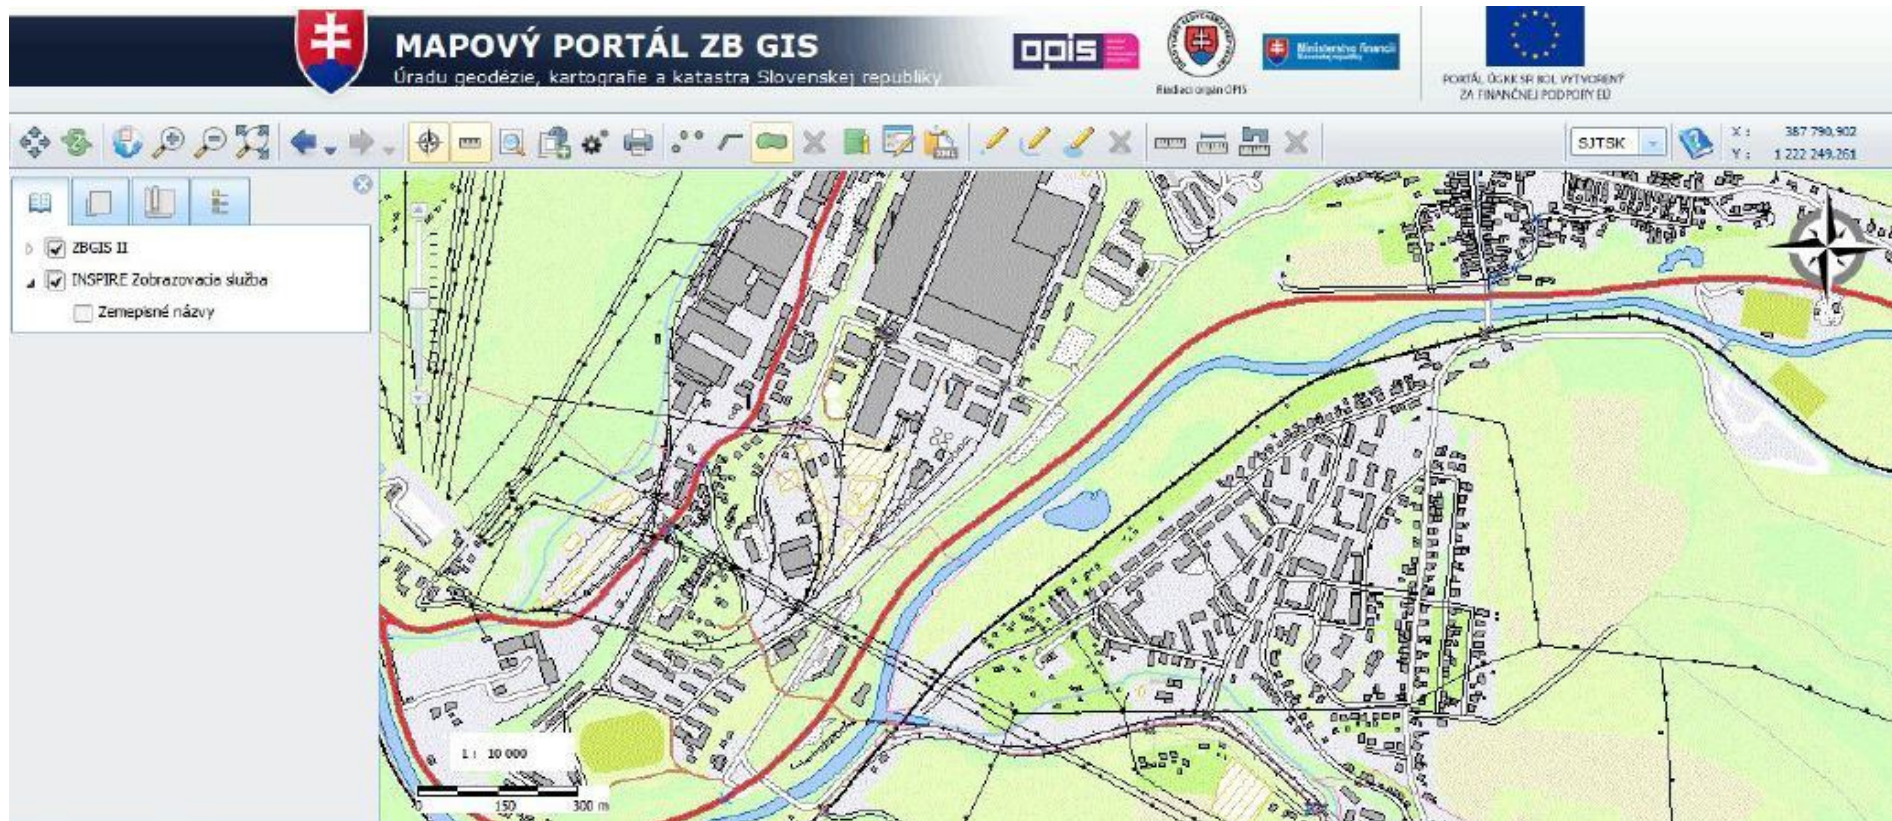 MAPOVÝ PORTÁL ZB GIS
Úradu geodézie, kartografie a katastra Slovenskej republiky
opis
Riadiaci orgán OPIS
Ministerstvo financií
PORTÁL ÚGKK SR BOL VYTVORENÝ
ZA FINANČNEJ PODPORY EÚ
SJTSK
X : 387 790,902
Y : 1 222 249,261
ZBGIS II
INSPIRE Zobrazovacia služba
Zemepisné názvy
1 : 10 000
0 150 300 m